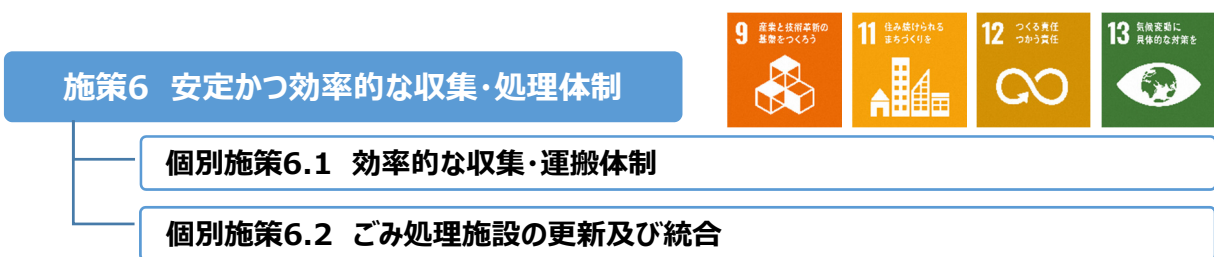 9 産業と技術革新の
基盤をつくろう
11 住み続けられる
まちづくりを
12 つくる責任
つかう責任
13 気候変動に
具体的な対策を
施策6 安定かつ効率的な収集・処理体制
個別施策6.1 効率的な収集・運搬体制
個別施策6.2 ごみ処理施設の更新及び統合